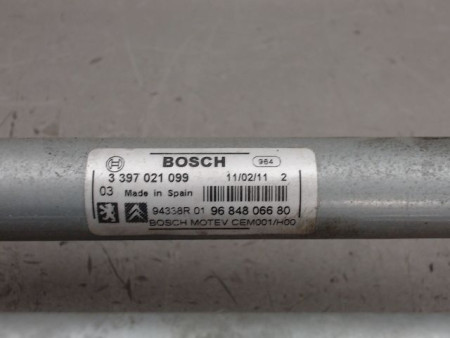 BOSCH 964
3 397 021 099 11/02/11 2
03 Made in Spain
94338R 01 96 848 066 80
BOSCH MOTEV CEM001/H00